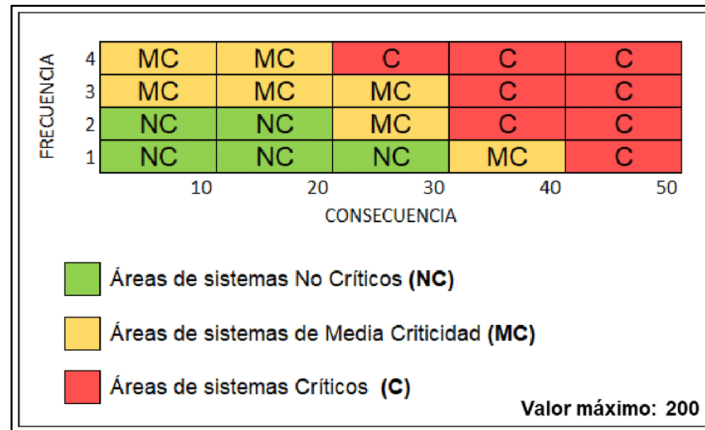 FRECUENCIA
4 MC MC C C C
3 MC MC MC C C
2 NC NC MC C C
1 NC NC NC MC C
10 20 30 40 50
CONSECUENCIA
Áreas de sistemas No Críticos (NC)
Áreas de sistemas de Media Criticidad (MC)
Áreas de sistemas Críticos (C)
Valor máximo: 200